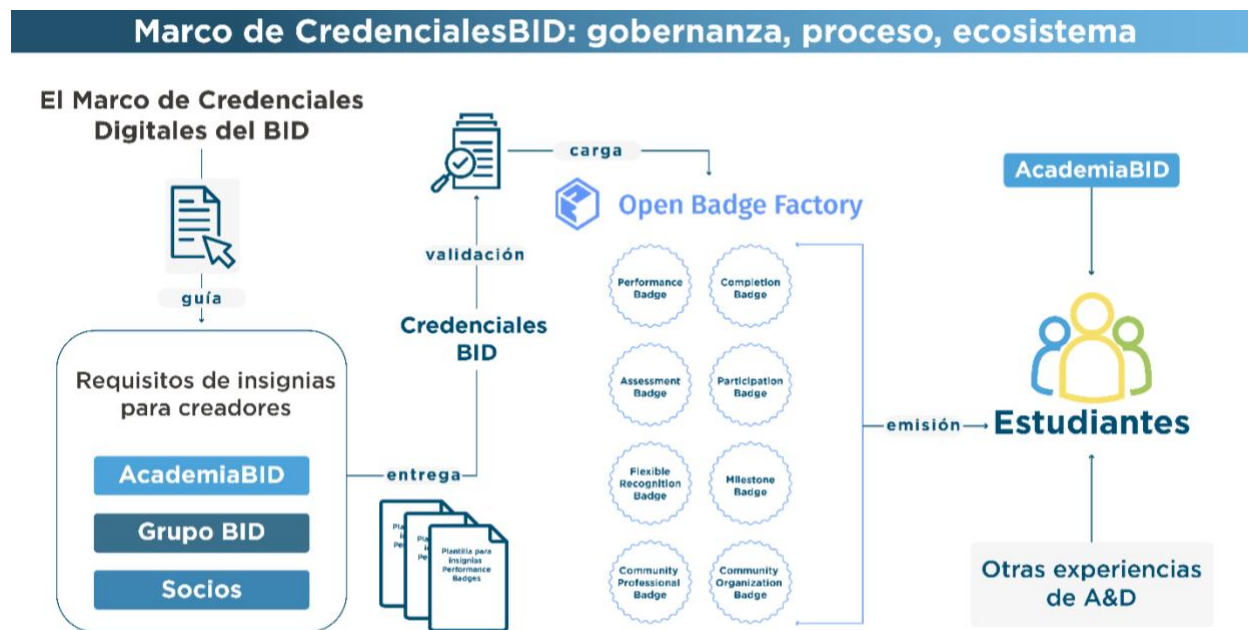 Marco de CredencialesBID: gobernanza, proceso, ecosistema
El Marco de Credenciales
Digitales del BID
guía
Requisitos de insignias
para creadores
AcademiaBID
Grupo BID
Socios
entrega
Plantilla para
insignias
Performance
Badges
Credenciales
BID
validación
carga
Open Badge Factory
Performance
Badge
Completion
Badge
Assessment
Badge
Participation
Badge
Flexible
Recognition
Badge
Milestone
Badge
Community
Professional
Badge
Community
Organization
Badge
emisión
AcademiaBID
Estudiantes
Otras experiencias
de A&D